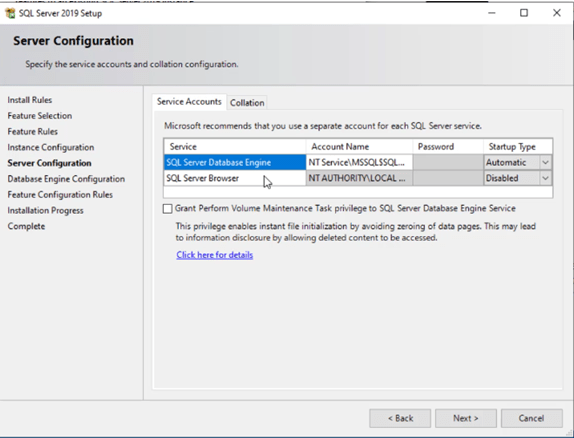 SQL Server 2019 Setup
Server Configuration
Specify the service accounts and collation configuration.
Install Rules
Feature Selection
Feature Rules
Instance Configuration
Server Configuration
Database Engine Configuration
Feature Configuration Rules
Installation Progress
Complete
Service Accounts Collation
Microsoft recommends that you use a separate account for each SQL Server service.
Service Account Name Password Startup Type
SQL Server Database Engine NT Service\MSSQL$SQL... Automatic
SQL Server Browser NT AUTHORITY\LOCAL ... Disabled
Grant Perform Volume Maintenance Task privilege to SQL Server Database Engine Service
This privilege enables instant file initialization by avoiding zeroing of data pages. This may lead
to information disclosure by allowing deleted content to be accessed.
Click here for details
< Back Next > Cancel